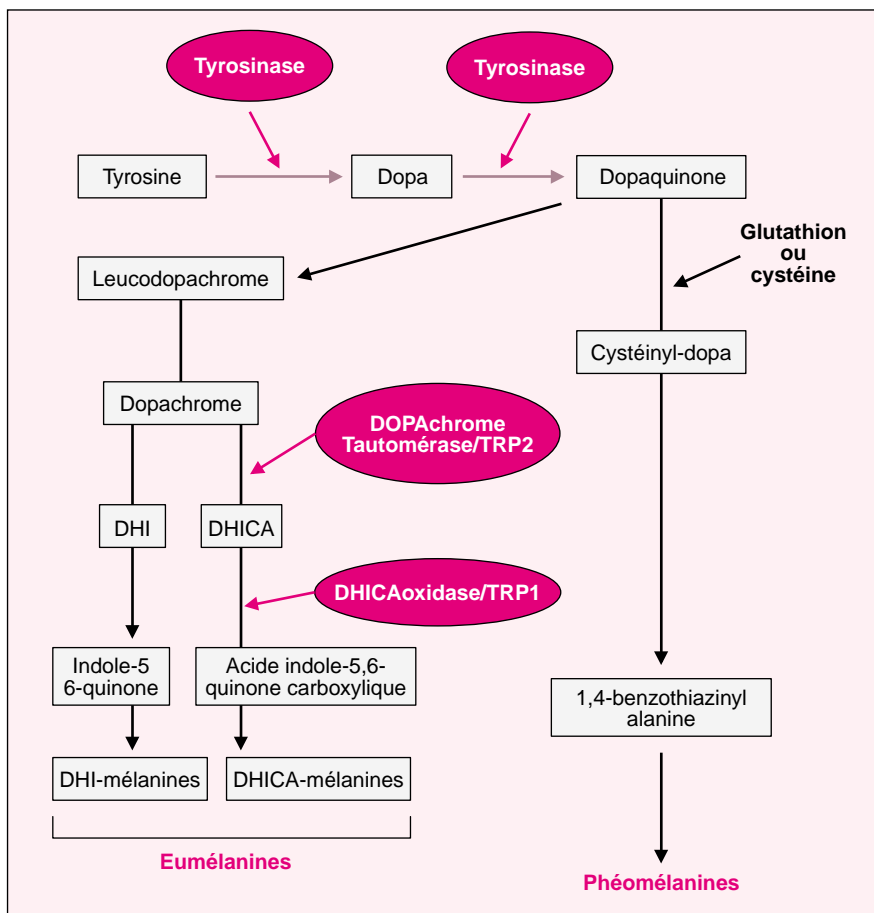 Tyrosinase
Tyrosinase
Tyrosine
Dopa
Dopaquinone
Glutathion
ou
cystéine
Leucodopachrome
Cystéinyl-dopa
Dopachrome
DOPAchrome
Tautomérase/TRP2
DHI
DHICA
DHICAoxidase/TRP1
Indole-5
6-quinone
Acide indole-5,6-
quinone carboxylique
1,4-benzothiazinyl
alanine
DHI-mélanines
DHICA-mélanines
Eumélanines
Phéomélanines